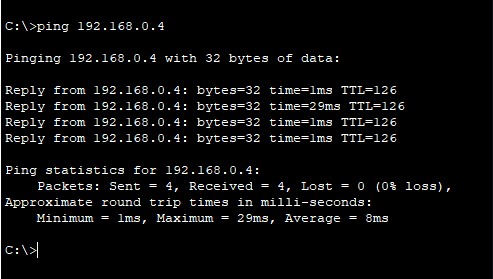 C:\>ping 192.168.0.4
Pinging 192.168.0.4 with 32 bytes of data:
Reply from 192.168.0.4: bytes=32 time=1ms TTL=126
Reply from 192.168.0.4: bytes=32 time=29ms TTL=126
Reply from 192.168.0.4: bytes=32 time=1ms TTL=126
Reply from 192.168.0.4: bytes=32 time=1ms TTL=126
Ping statistics for 192.168.0.4:
    Packets: Sent = 4, Received = 4, Lost = 0 (0% loss),
Approximate round trip times in milli-seconds:
    Minimum = 1ms, Maximum = 29ms, Average = 8ms
C:\>